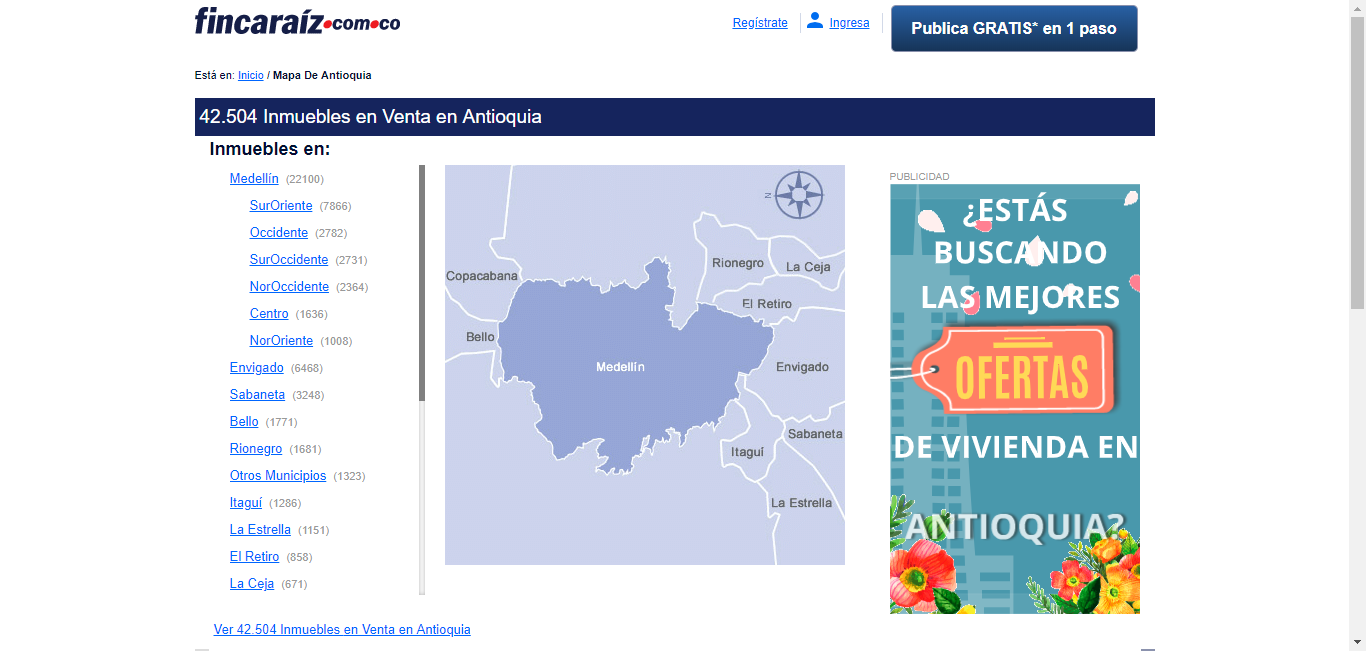 fincaraíz.com.co
Regístrate
Ingresa
Publica GRATIS* en 1 paso
Está en: Inicio / Mapa De Antioquia
42.504 Inmuebles en Venta en Antioquia
Inmuebles en:
Medellín (22100)
SurOriente (7866)
Occidente (2782)
SurOccidente (2731)
NorOccidente (2364)
Centro (1636)
NorOriente (1008)
Envigado (6468)
Sabaneta (3248)
Bello (1771)
Rionegro (1681)
Otros Municipios (1323)
Itaguí (1286)
La Estrella (1151)
El Retiro (858)
La Ceja (671)
Ver 42.504 Inmuebles en Venta en Antioquia
N
Rionegro
La Ceja
Copacabana
El Retiro
Bello
Medellín
Envigado
Sabaneta
Itaguí
La Estrella
PUBLICIDAD
¿ESTÁS
BUSCANDO
LAS MEJORES
OFERTAS
DE VIVIENDA EN
ANTIOQUIA?